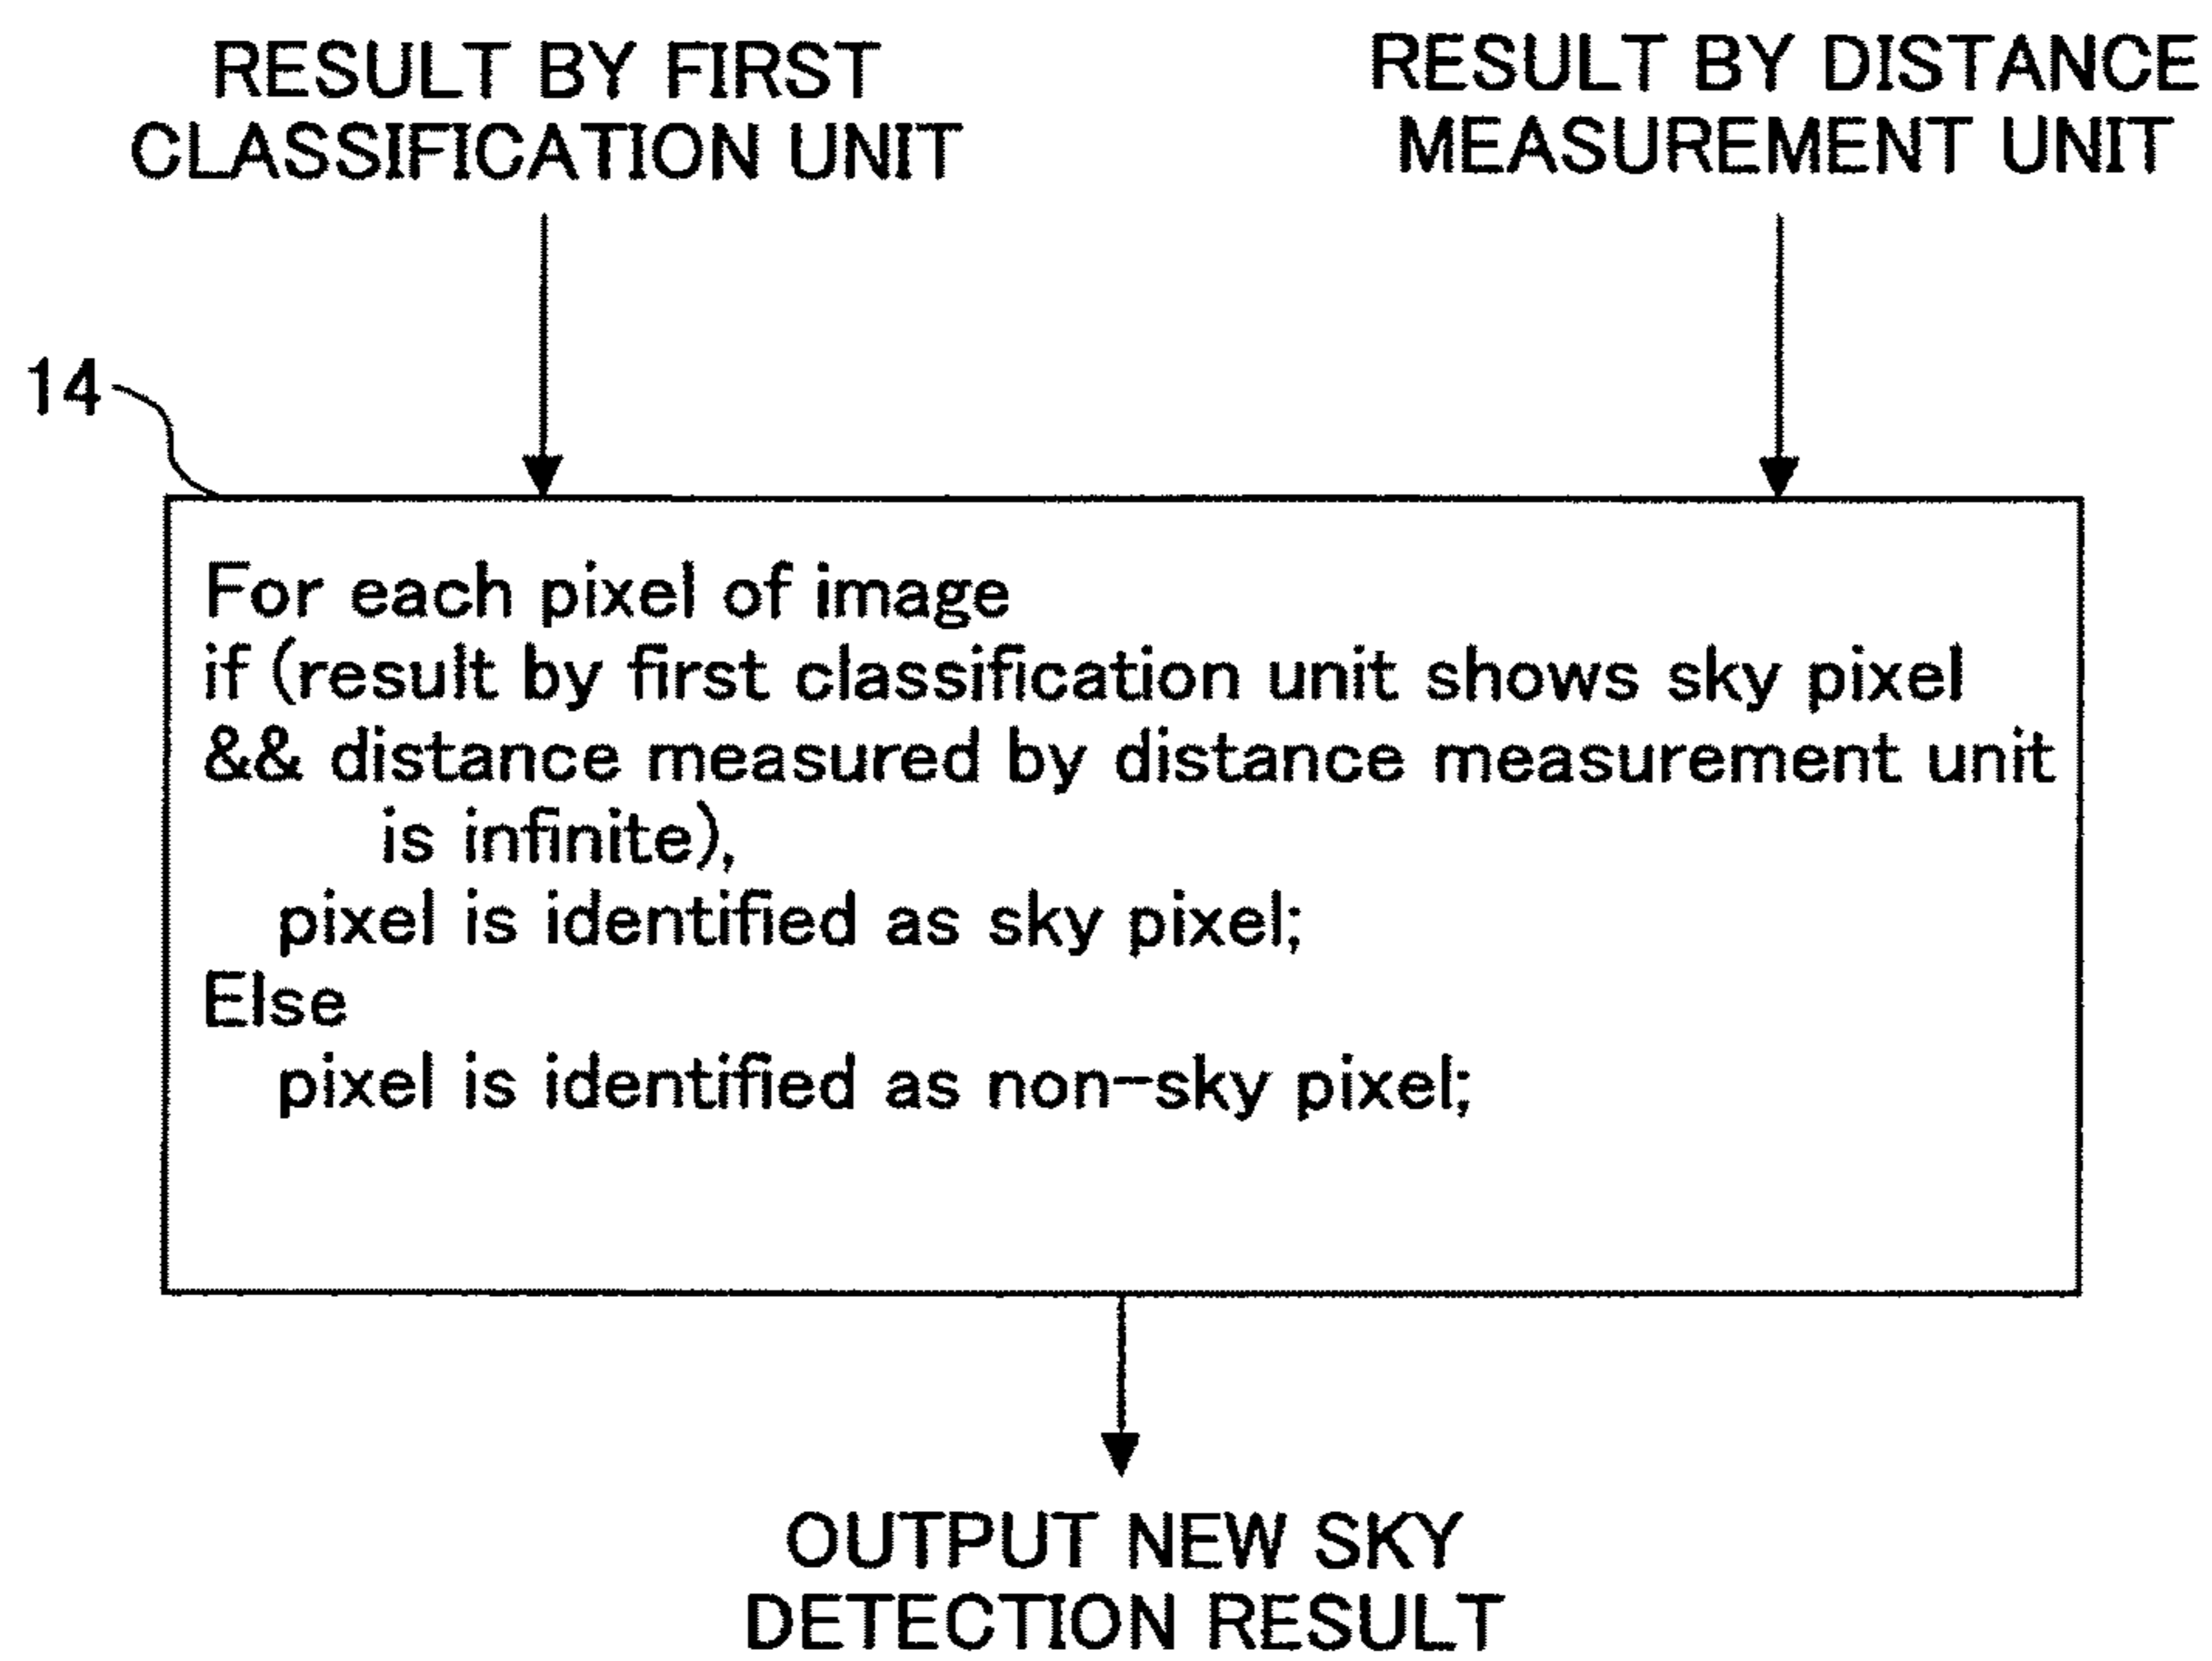 RESULT BY FIRST
CLASSIFICATION UNIT
RESULT BY DISTANCE
MEASUREMENT UNIT
14
For each pixel of image
if (result by first classification unit shows sky pixel
&& distance measured by distance measurement unit
is infinite),
pixel is identified as sky pixel;
Else
pixel is identified as non-sky pixel;
OUTPUT NEW SKY
DETECTION RESULT